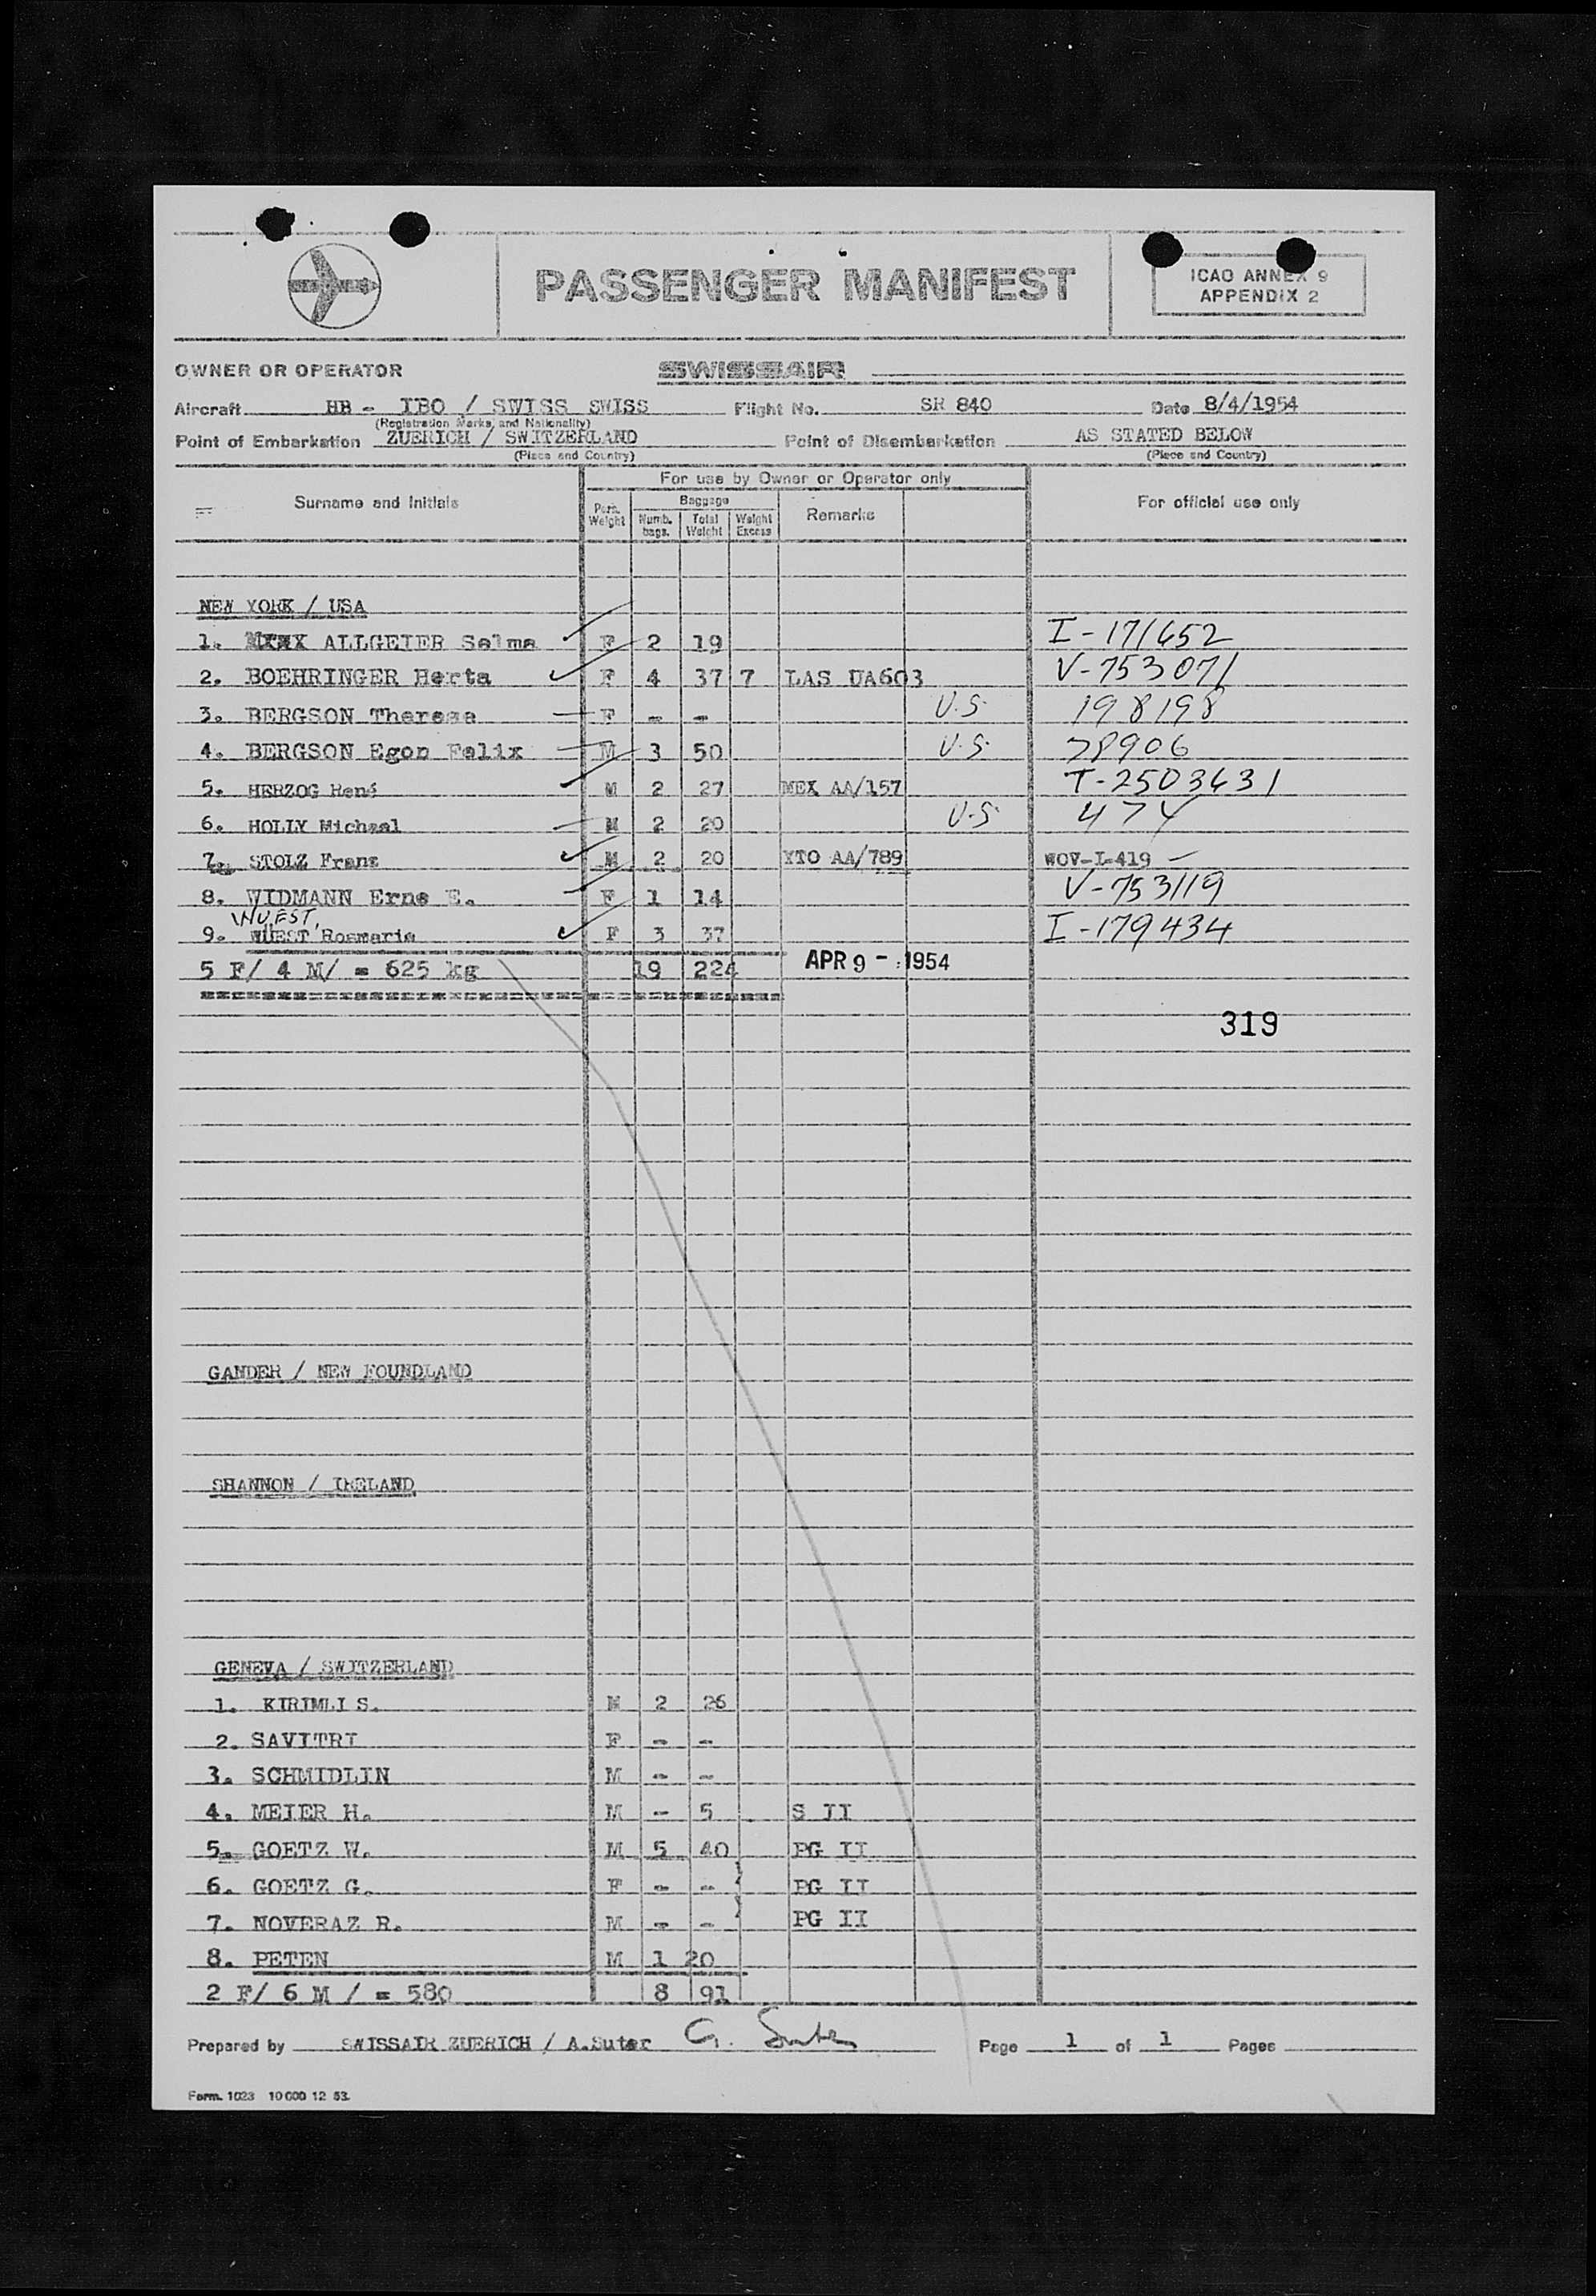 PASSENGER MANIFEST
ICAO ANNEX 9
APPENDIX 2
OWNER OR OPERATOR SWISSAIR
Aircraft HB - IBO / SWISS SWISS Flight No. SR 840 Date 8/4/1954
(Registration Marks and Nationality)
Point of Embarkation ZUERICH / SWITZERLAND Point of Disembarkation AS STATED BELOW
(Place and Country) (Place and Country)
For use by Owner or Operator only
Surname and Initials Pers. Weight Baggage Numb. bags. Total Weight Weight Excess Remarks For official use only
NEW YORK / USA
1. ALLGEIER Selma F 2 19 I-171652
2. BOEHRINGER Herta F 4 37 7 LAS UA603 V-753071
3. BERGSON Therese F - - U.S. 198198
4. BERGSON Egon Felix M 3 50 U.S. 78906
5. HERZOG René M 2 27 MEX AA/157 T-2503631
6. HOLLY Michael M 2 20 U.S. 474
7. STOLZ Franz M 2 20 YTO AA/789 WOV-I-419 -
8. WIDMANN Erna E. F 1 14 V-753119
WUEST
9. WUEST Rosmarie F 3 37 I-179434
5 F/ 4 M/ = 625 kg 19 224 APR 9 - 1954
319
GANDER / NEW FOUNDLAND
SHANNON / IRELAND
GENEVA / SWITZERLAND
1. KIRIMLI S. M 2 26
2. SAVITRI F - -
3. SCHMIDLIN M - -
4. MEIER H. M - 5 S II
5. GOETZ W. M 5 40 PG II
6. GOETZ G. F - - PG II
7. NOVERAZ R. M - - PG II
8. PETEN M 1 20
2 F/ 6 M / = 580 8 91
Prepared by SWISSAIR ZUERICH / A.Suter G. Suter Page 1 of 1 Pages
Form. 1023 10 000 12 53